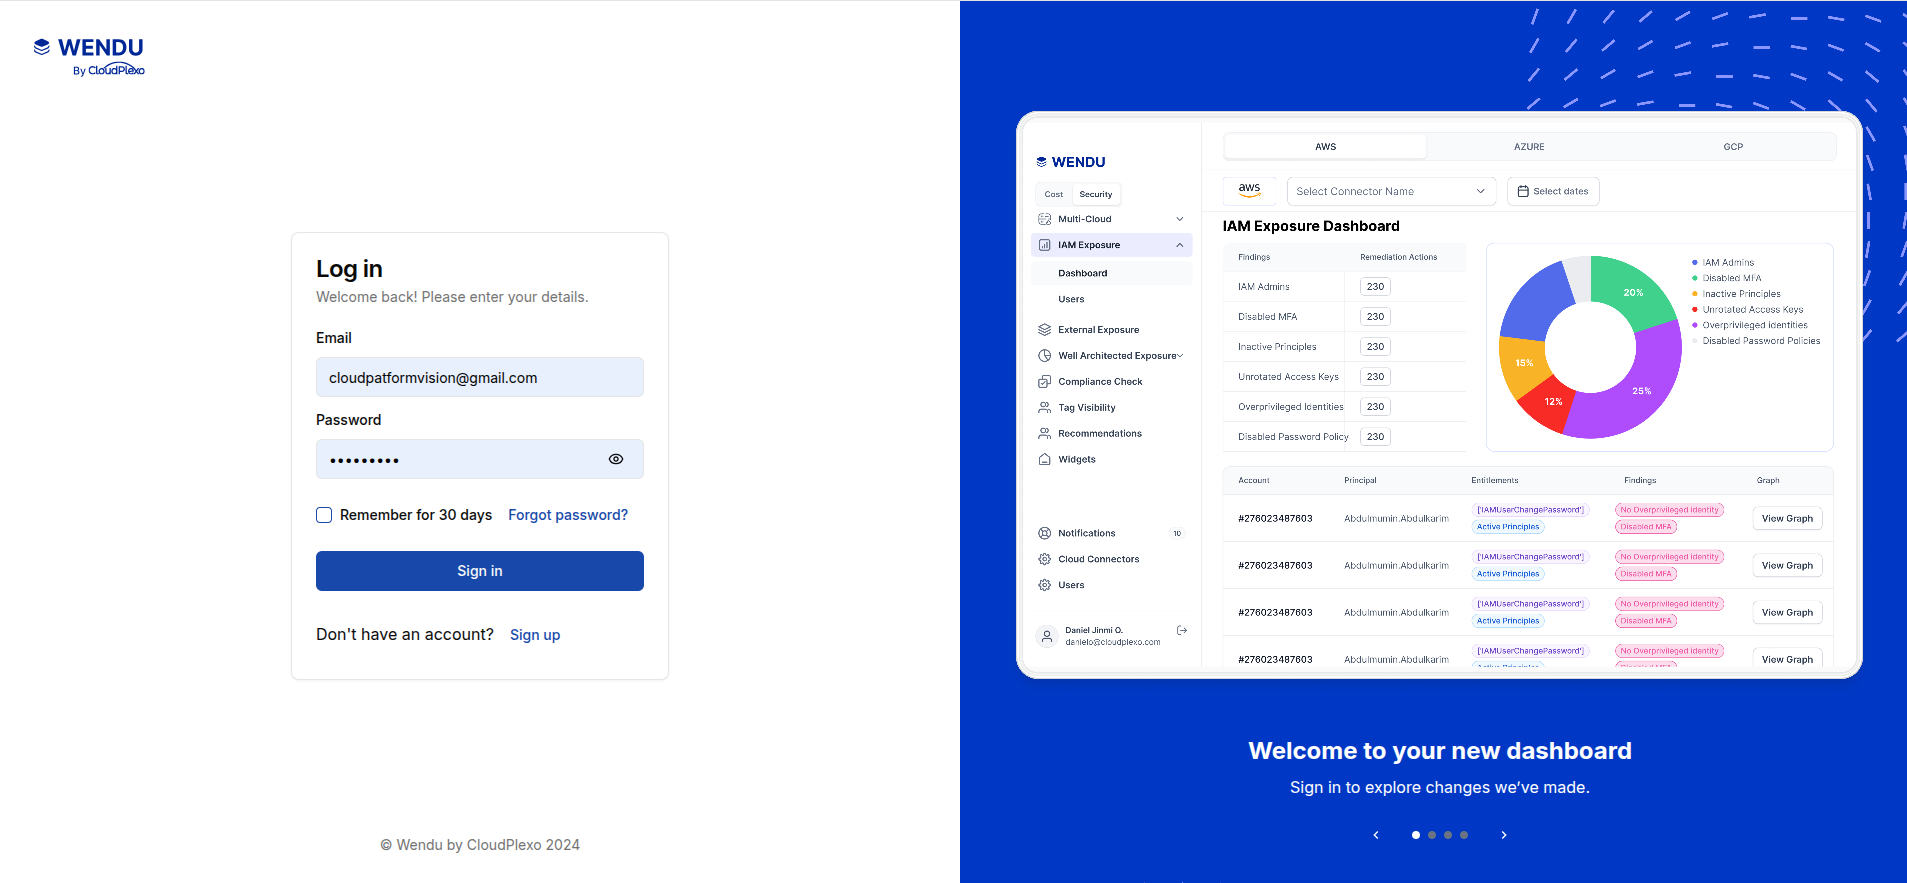 WENDU
By CloudPlexo
Log in
Welcome back! Please enter your details.
Email
cloudpatformvision@gmail.com
Password
•••••••••
Remember for 30 days Forgot password?
Sign in
Don't have an account? Sign up
© Wendu by CloudPlexo 2024
WENDU
Cost Security
Multi-Cloud
IAM Exposure
Dashboard
Users
External Exposure
Well Architected Exposure
Compliance Check
Tag Visibility
Recommendations
Widgets
Notifications 10
Cloud Connectors
Users
Daniel Jinmi O.
danielo@cloudplexo.com
AWS AZURE GCP
aws Select Connector Name Select dates
IAM Exposure Dashboard
Findings Remediation Actions
IAM Admins 230
Disabled MFA 230
Inactive Principles 230
Unrotated Access Keys 230
Overprivileged Identities 230
Disabled Password Policy 230
20%
15%
25%
12%
IAM Admins
Disabled MFA
Inactive Principles
Unrotated Access Keys
Overprivileged Identities
Disabled Password Policies
Account Principal Entitlements Findings Graph
#276023487603 Abdulmumin.Abdulkarim ['IAMUserChangePassword'] No Overprivileged identity View Graph
Active Principles Disabled MFA
#276023487603 Abdulmumin.Abdulkarim ['IAMUserChangePassword'] No Overprivileged identity View Graph
Active Principles Disabled MFA
#276023487603 Abdulmumin.Abdulkarim ['IAMUserChangePassword'] No Overprivileged identity View Graph
Active Principles Disabled MFA
#276023487603 Abdulmumin.Abdulkarim ['IAMUserChangePassword'] No Overprivileged identity View Graph
Welcome to your new dashboard
Sign in to explore changes we've made.